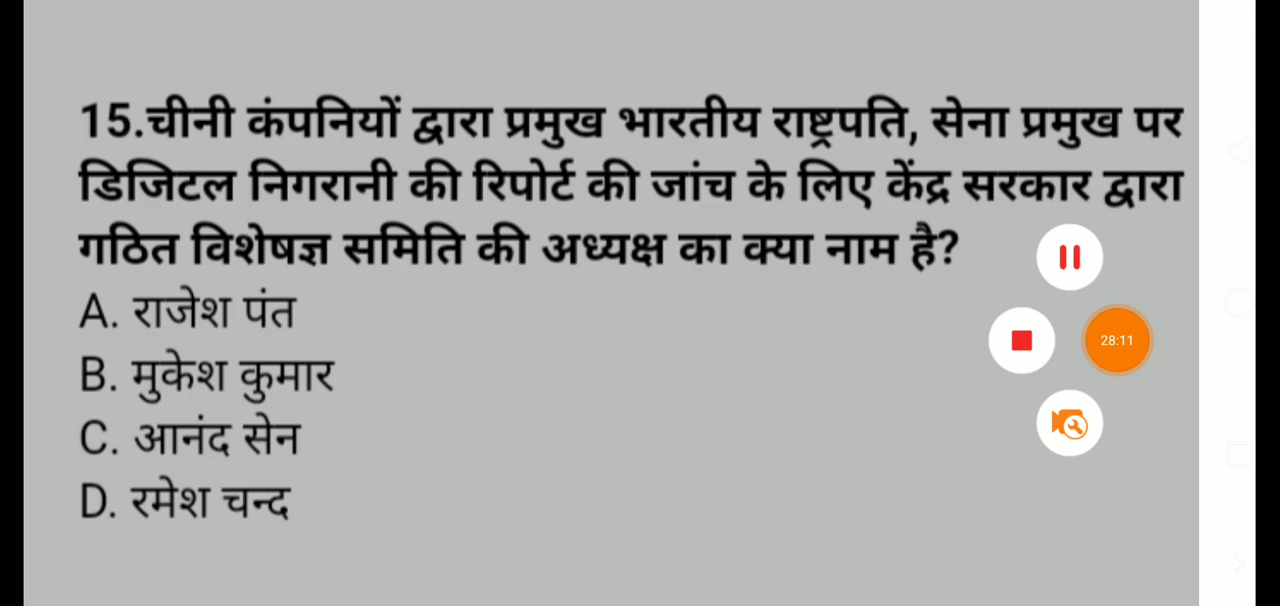 15.चीनी कंपनियों द्वारा प्रमुख भारतीय राष्ट्रपति, सेना प्रमुख पर
डिजिटल निगरानी की रिपोर्ट की जांच के लिए केंद्र सरकार द्वारा
गठित विशेषज्ञ समिति की अध्यक्ष का क्या नाम है?
A. राजेश पंत
B. मुकेश कुमार
C. आनंद सेन
D. रमेश चन्द
28:11